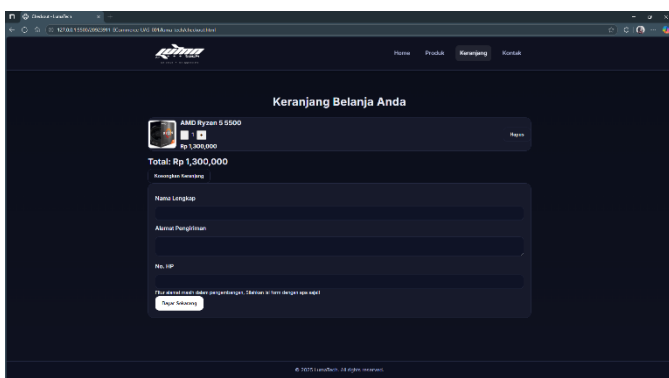 Checkout - LumaTech
Home Produk Keranjang Kontak
Keranjang Belanja Anda
AMD Ryzen 5 5500
1 +
Rp 1,300,000
Hapus
Total: Rp 1,300,000
Kosongkan Keranjang
Nama Lengkap
Alamat Pengiriman
No. HP
Fitur alamat masih dalam pengembangan. Silahkan isi form dengan apa saja!!
Bayar Sekarang
© 2025 LumaTech. All rights reserved.